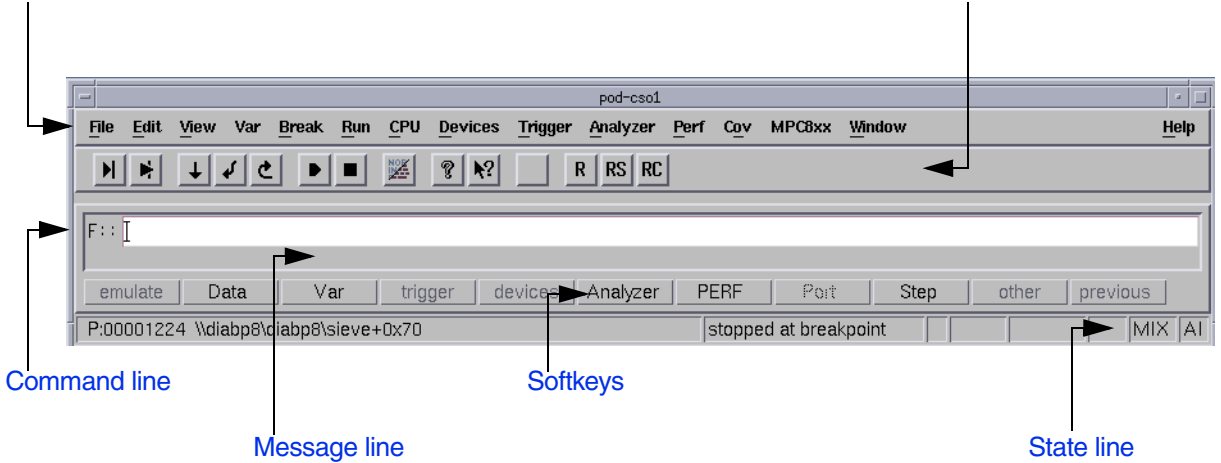 pod-cso1
File Edit View Var Break Run CPU Devices Trigger Analyzer Perf Cov MPC8xx Window Help
NOP ? ? R RS RC
F::
emulate Data Var trigger devices Analyzer PERF Port Step other previous
P:00001224 \\diabp8\diabp8\sieve+0x70 stopped at breakpoint MIX AI
Command line Softkeys
Message line State line